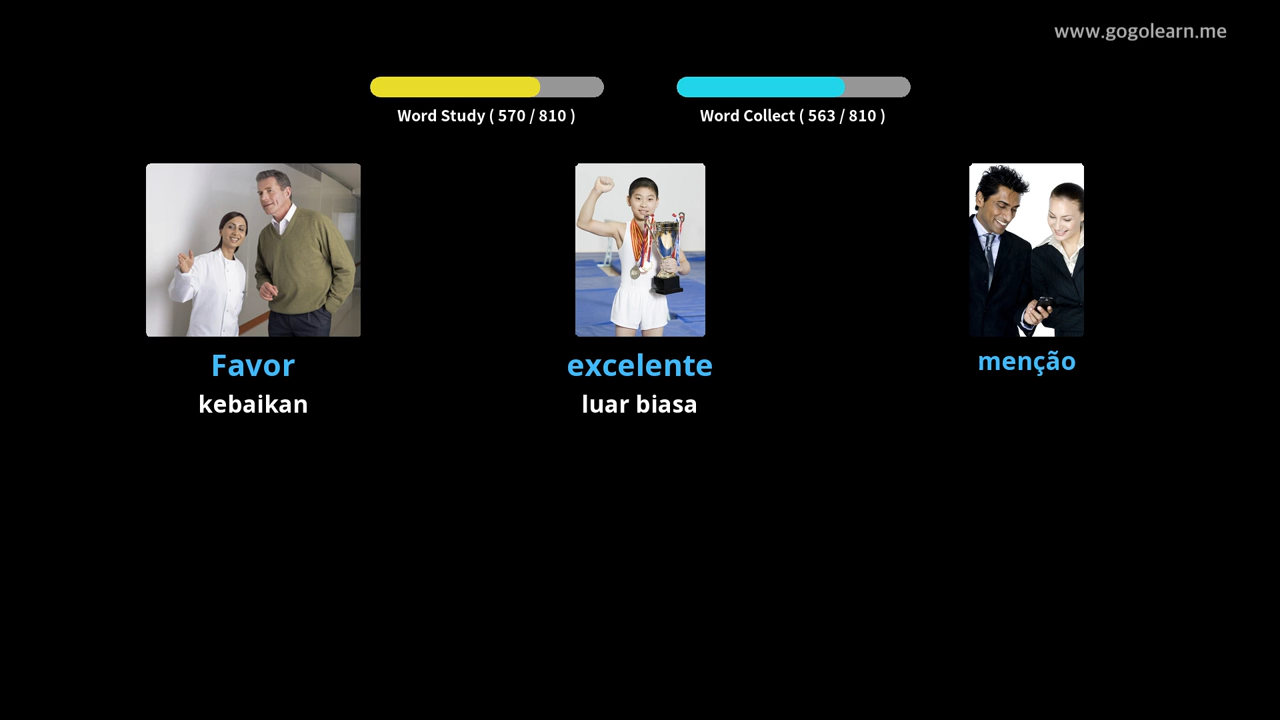 www.gogolearn.me
Word Study ( 570 / 810 )
Word Collect ( 563 / 810 )
Favor
kebaikan
excelente
luar biasa
menção